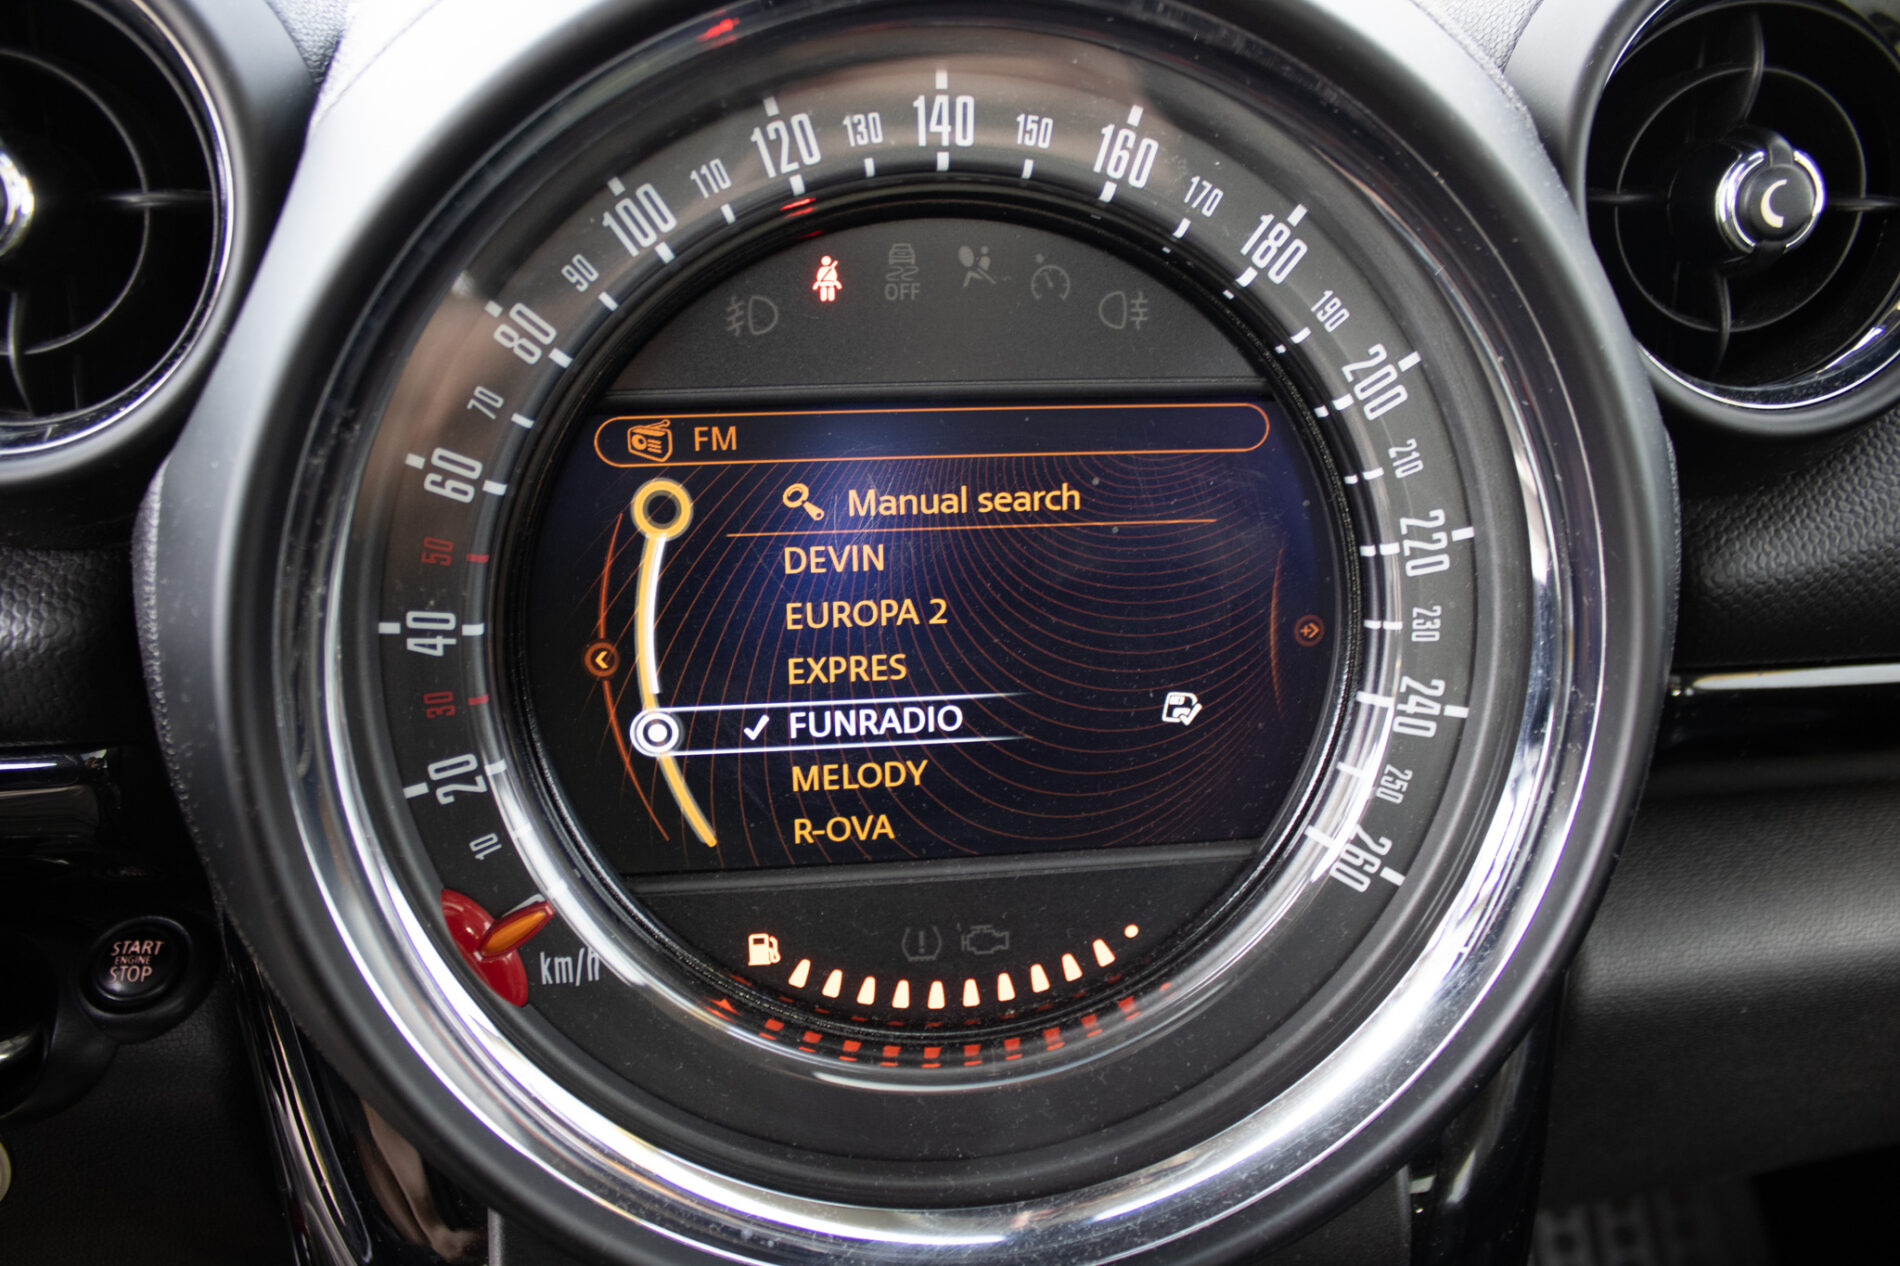 10
20
30
40
50
60
70
80
90
100
110
120
130
140
150
160
170
180
190
200
210
220
230
240
250
260
km/h
OFF
FM
Manual search
DEVIN
EUROPA 2
EXPRES
FUNRADIO
MELODY
R-OVA
START
ENGINE
STOP